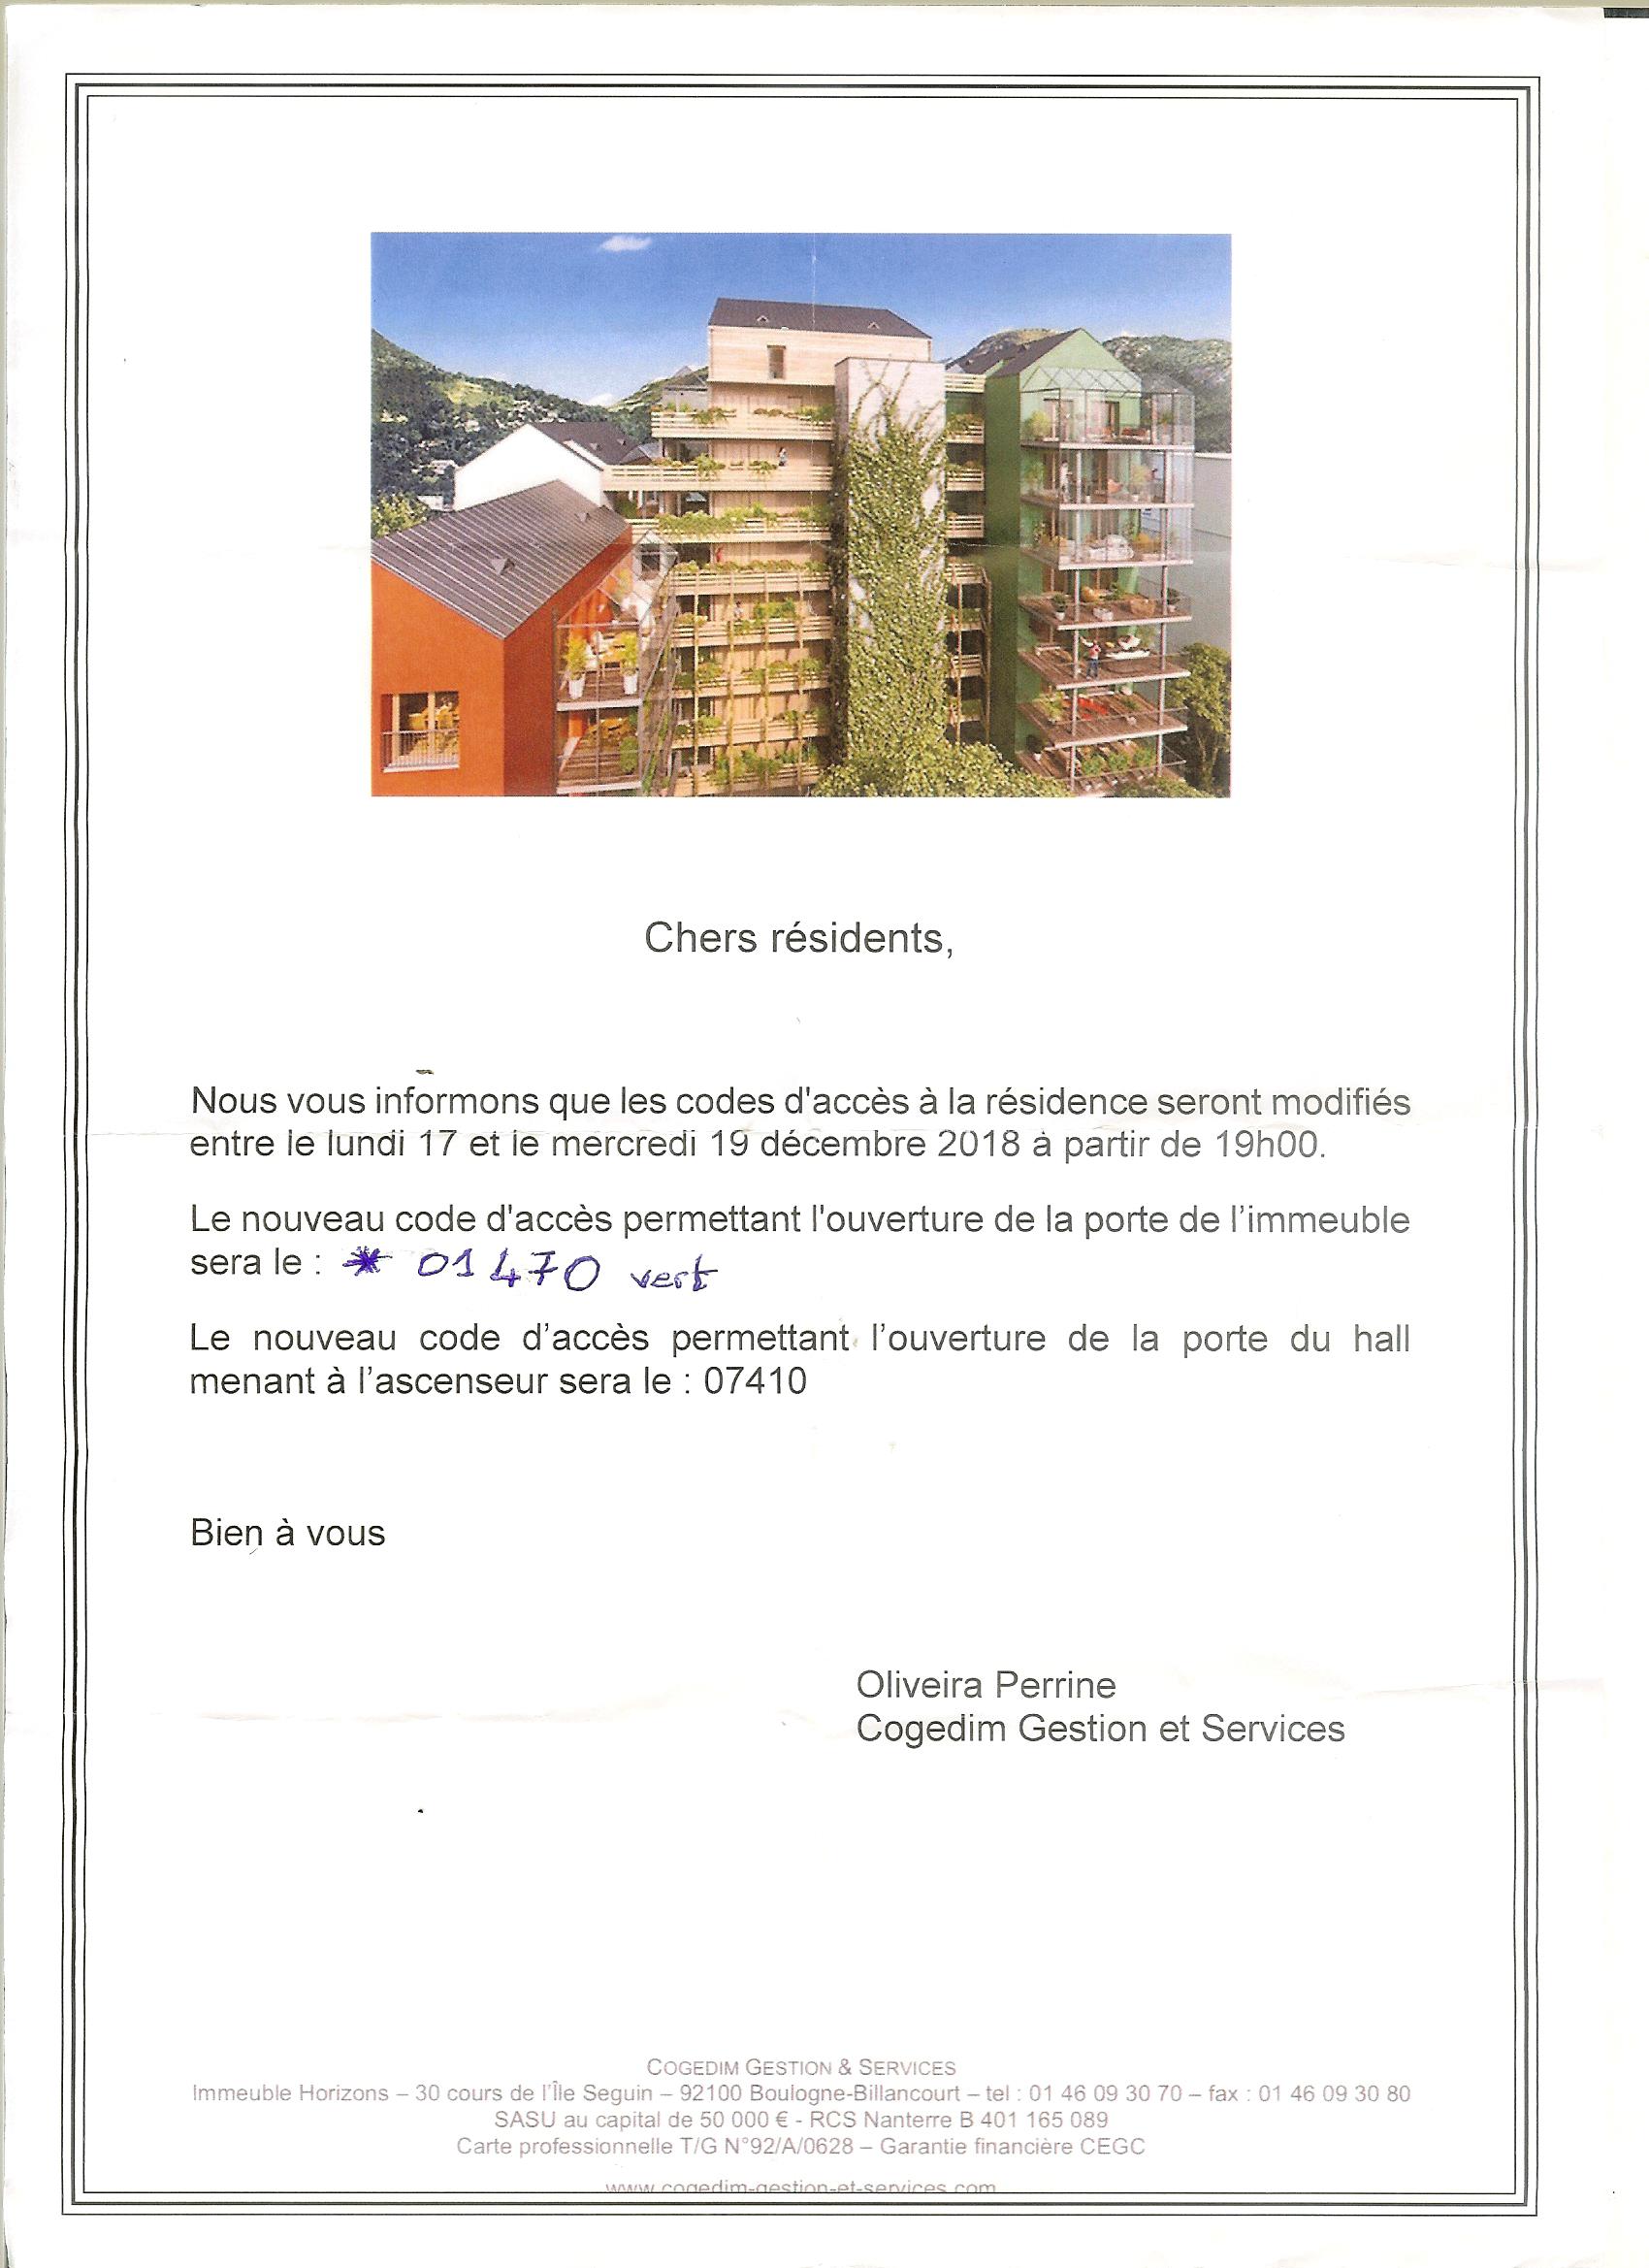 Chers résidents,
Nous vous informons que les codes d'accès à la résidence seront modifiés
entre le lundi 17 et le mercredi 19 décembre 2018 à partir de 19h00.
Le nouveau code d'accès permettant l'ouverture de la porte de l’immeuble
sera le : * 01470 vert
Le nouveau code d’accès permettant l’ouverture de la porte du hall
menant à l’ascenseur sera le : 07410
Bien à vous
Oliveira Perrine
Cogedim Gestion et Services
COGEDIM GESTION & SERVICES
Immeuble Horizons – 30 cours de l’Île Seguin – 92100 Boulogne-Billancourt – tel : 01 46 09 30 70 – fax : 01 46 09 30 80
SASU au capital de 50 000 € - RCS Nanterre B 401 165 089
Carte professionnelle T/G N°92/A/0628 – Garantie financière CEGC
www.cogedim-gestion-et-services.com